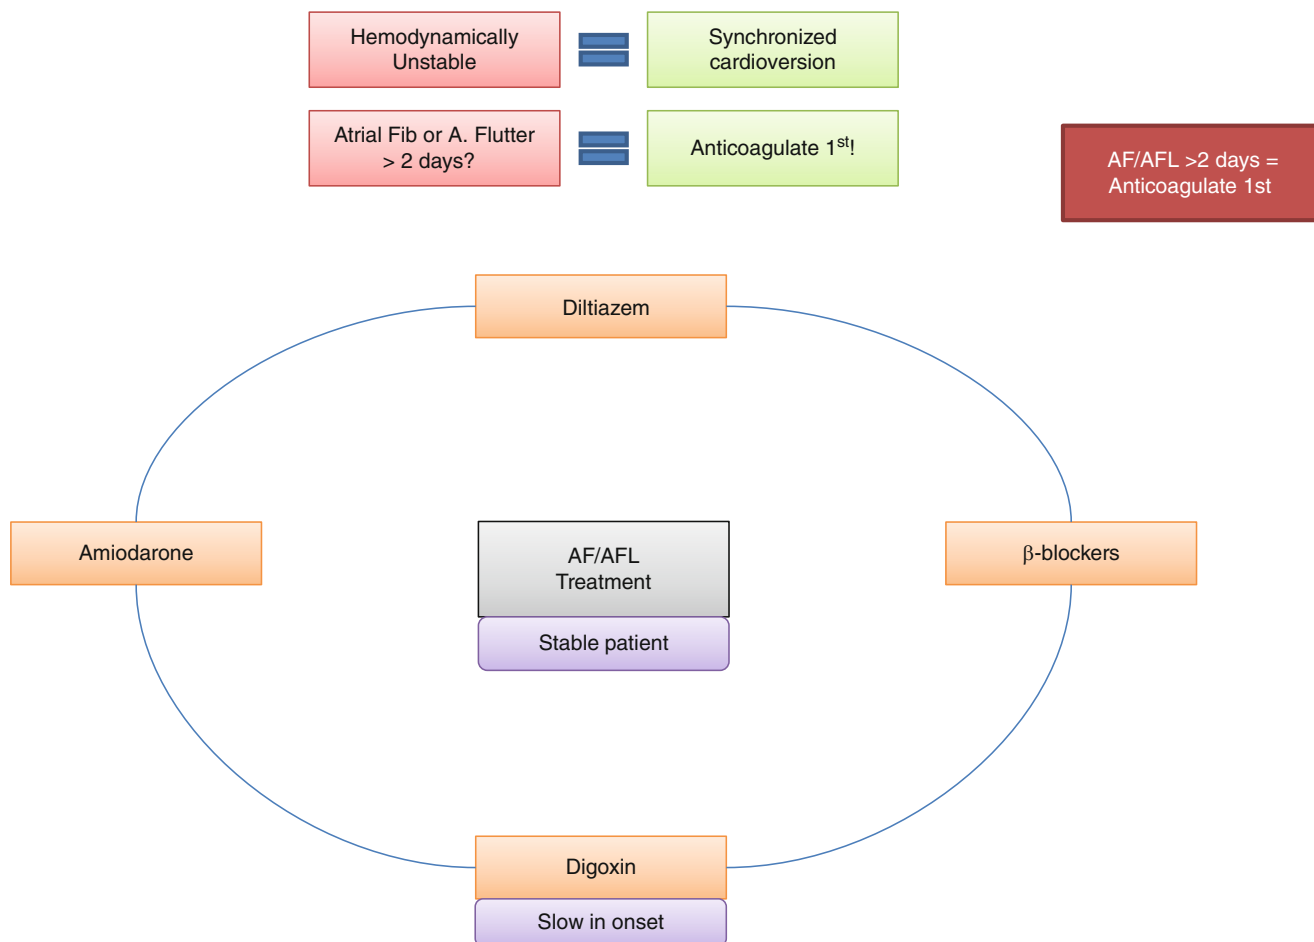 Hemodynamically
Unstable
Synchronized
cardioversion
Atrial Fib or A. Flutter
> 2 days?
Anticoagulate 1st!
AF/AFL >2 days =
Anticoagulate 1st
Diltiazem
Amiodarone
AF/AFL
Treatment
Stable patient
β-blockers
Digoxin
Slow in onset